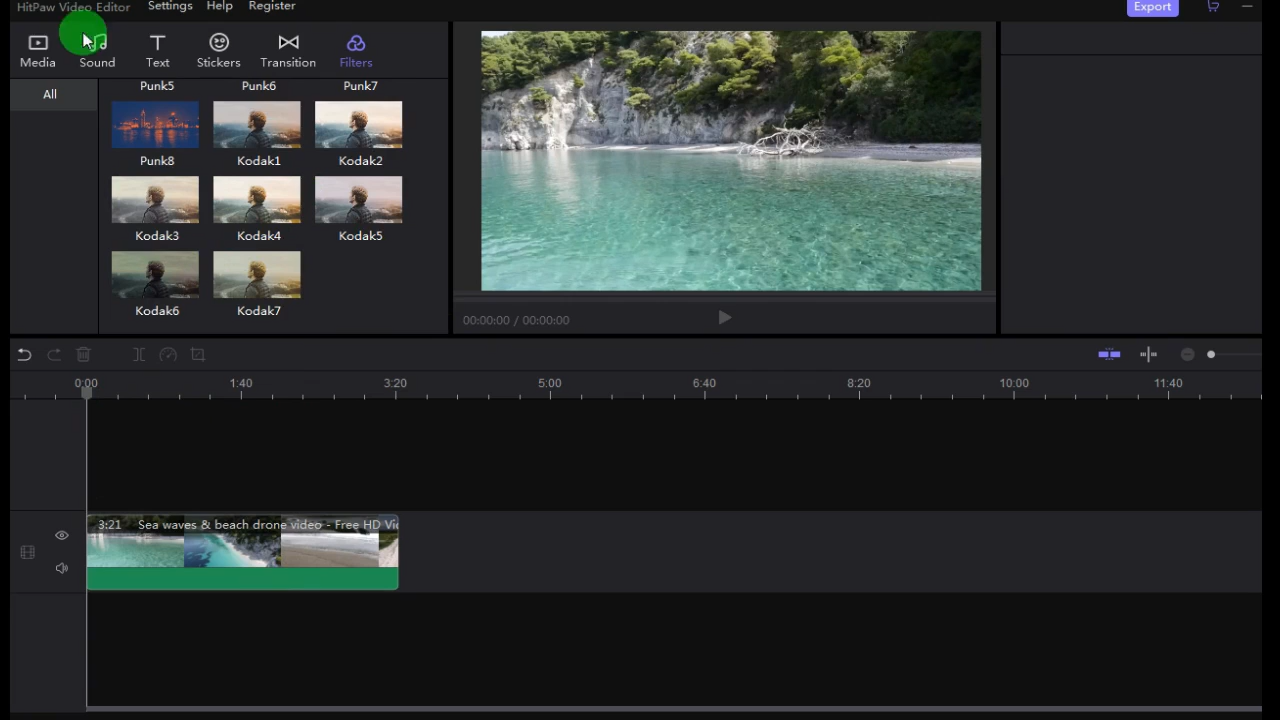 HitPaw Video Editor Settings Help Register Export
Media Sound Text Stickers Transition Filters
All
Punk5 Punk6 Punk7
Punk8 Kodak1 Kodak2
Kodak3 Kodak4 Kodak5
Kodak6 Kodak7
00:00:00 / 00:00:00
0:00 1:40 3:20 5:00 6:40 8:20 10:00 11:40
3:21 Sea waves & beach drone video - Free HD